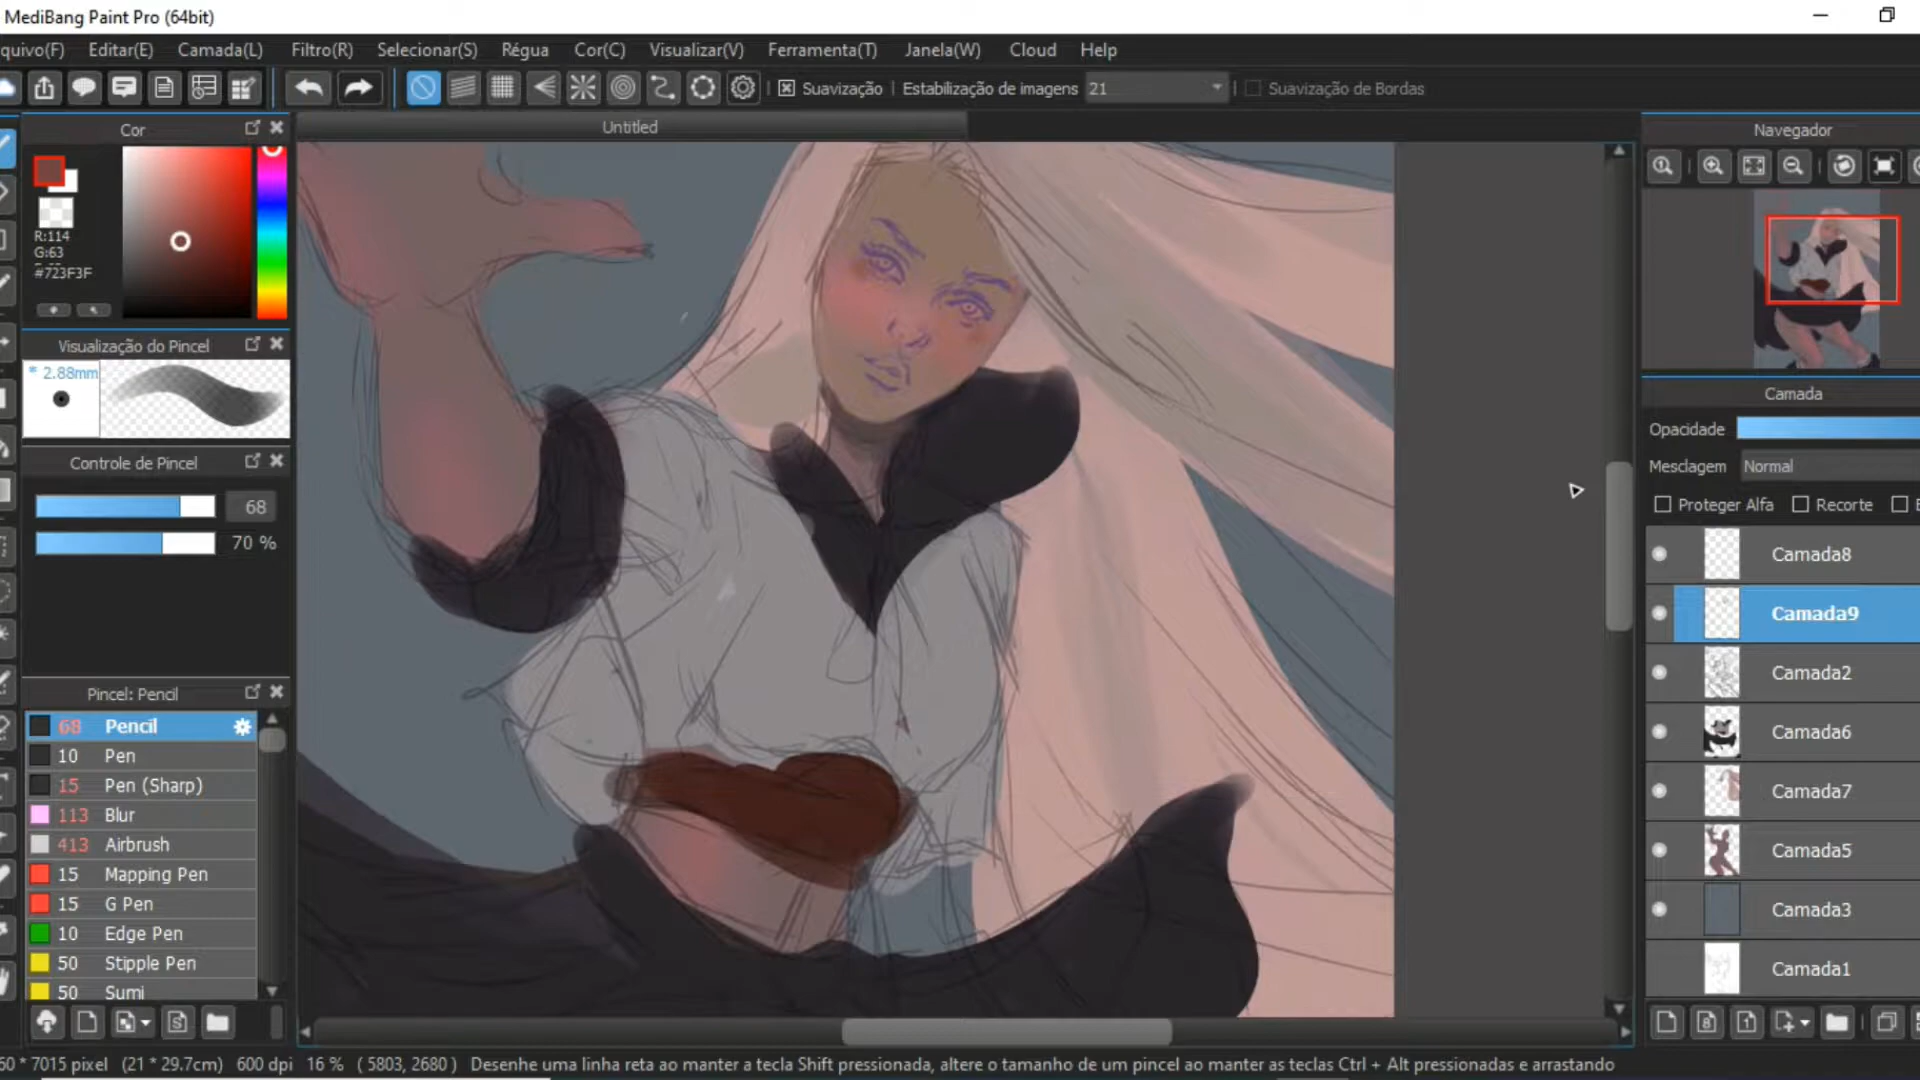 MediBang Paint Pro (64bit)
quivo(F) Editar(E) Camada(L) Filtro(R) Selecionar(S) Régua Cor(C) Visualizar(V) Ferramenta(T) Janela(W) Cloud Help
Suavização Estabilização de imagens 21 Suavização de Bordas
Cor
R:114
G:63
#723F3F
Visualização do Pincel
* 2.88mm
Controle de Pincel
68
70 %
Pincel: Pencil
68 Pencil
10 Pen
15 Pen (Sharp)
113 Blur
413 Airbrush
15 Mapping Pen
15 G Pen
10 Edge Pen
50 Stipple Pen
50 Sumi
Untitled
Navegador
Camada
Opacidade
Mesclagem Normal
Proteger Alfa Recorte
Camada8
Camada9
Camada2
Camada6
Camada7
Camada5
Camada3
Camada1
60 * 7015 pixel (21 * 29.7cm) 600 dpi 16 % ( 5803, 2680 ) Desenhe uma linha reta ao manter a tecla Shift pressionada, altere o tamanho de um pincel ao manter as teclas Ctrl + Alt pressionadas e arrastando